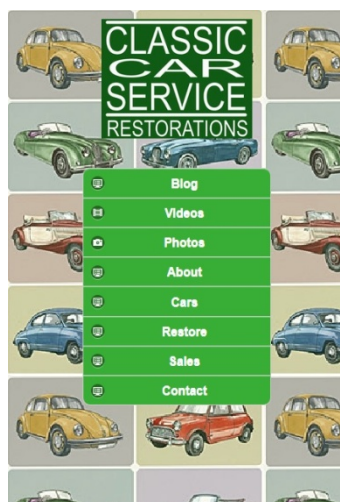 CLASSIC
CAR
SERVICE
RESTORATIONS
Blog
Videos
Photos
About
Cars
Restore
Sales
Contact